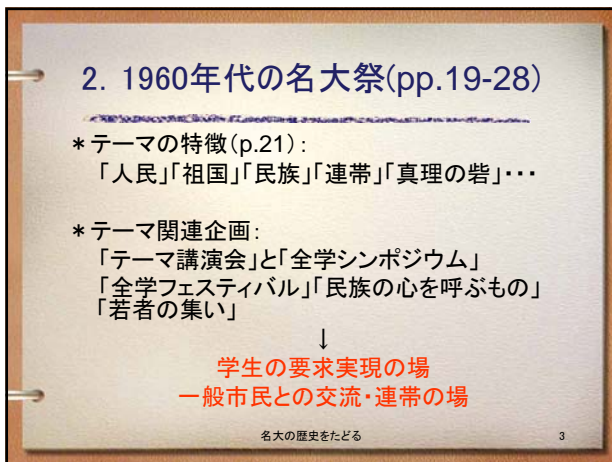 2. 1960年代の名大祭(pp.19-28)
＊テーマの特徴(p.21):
「人民」「祖国」「民族」「連帯」「真理の砦」・・・
＊テーマ関連企画:
「テーマ講演会」と「全学シンポジウム」
「全学フェスティバル」「民族の心を呼ぶもの」
「若者の集い」
↓
学生の要求実現の場
一般市民との交流・連帯の場
名大の歴史をたどる 3